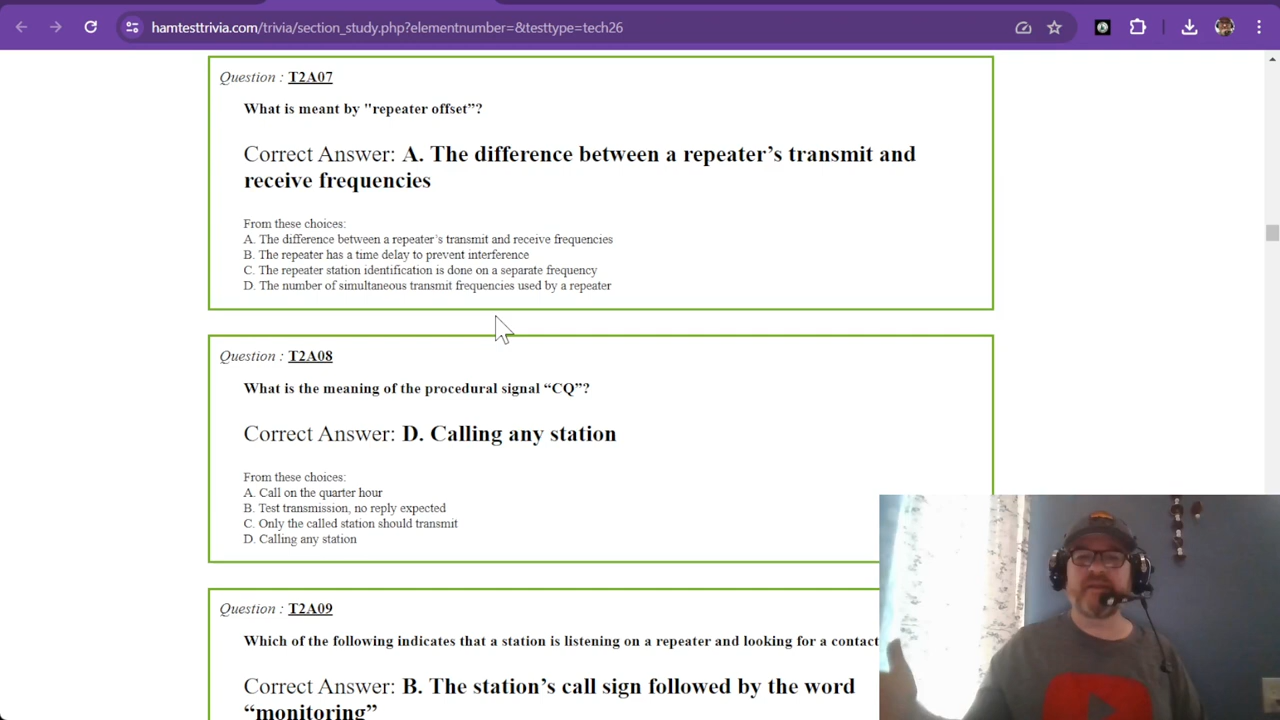 hamtesttrivia.com/trivia/section_study.php?elementnumber=&testtype=tech26
Question : T2A07
What is meant by "repeater offset”?
Correct Answer: A. The difference between a repeater’s transmit and
receive frequencies
From these choices:
A. The difference between a repeater’s transmit and receive frequencies
B. The repeater has a time delay to prevent interference
C. The repeater station identification is done on a separate frequency
D. The number of simultaneous transmit frequencies used by a repeater
Question : T2A08
What is the meaning of the procedural signal “CQ”?
Correct Answer: D. Calling any station
From these choices:
A. Call on the quarter hour
B. Test transmission, no reply expected
C. Only the called station should transmit
D. Calling any station
Question : T2A09
Which of the following indicates that a station is listening on a repeater and looking for a contact
Correct Answer: B. The station’s call sign followed by the word
“monitoring”